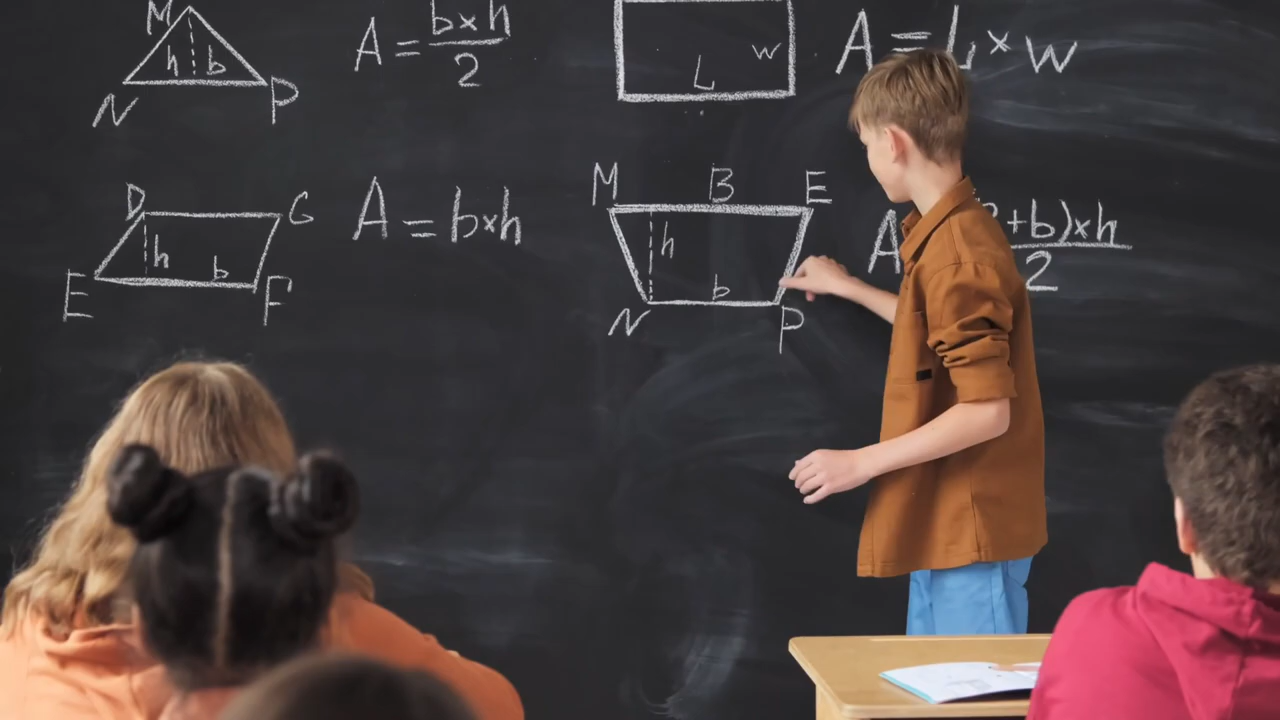 M
h b
N P
A = b×h
2
L w
A = L × w
D G
h b
E F
A = b×h
M B E
h
b
N P
A +b)×h
2